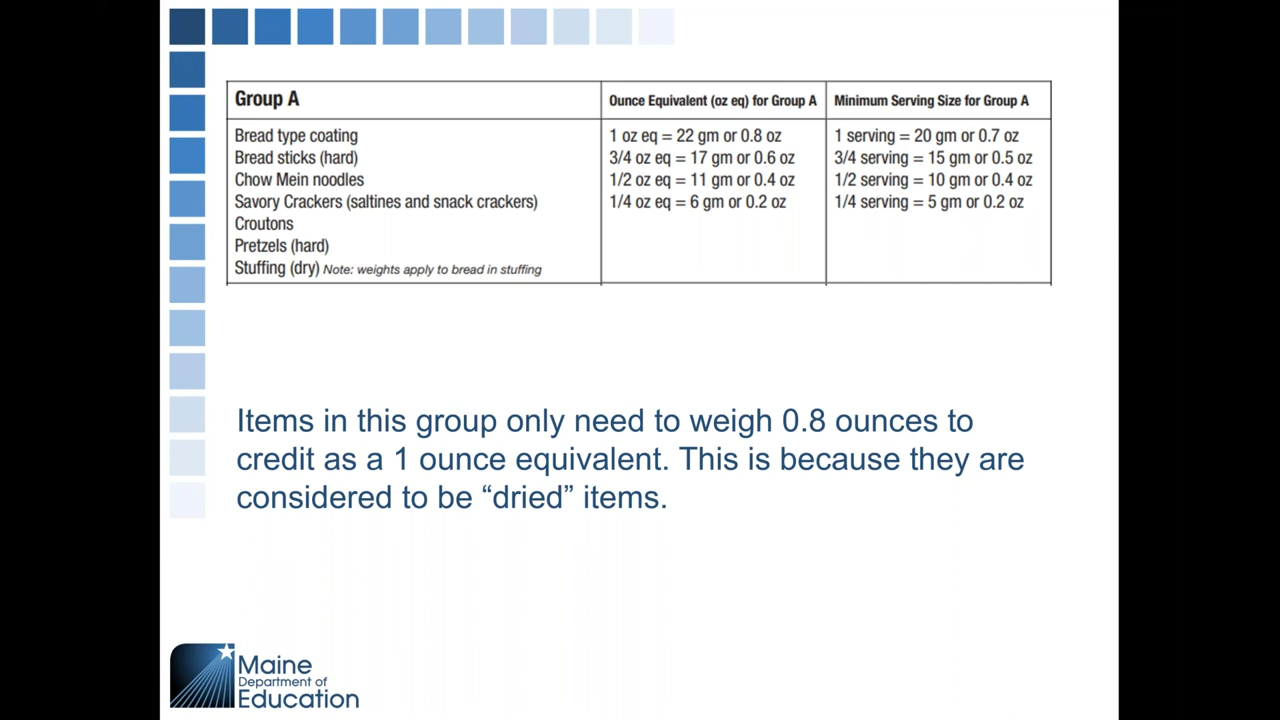 Group A
Ounce Equivalent (oz eq) for Group A
Minimum Serving Size for Group A
Bread type coating
Bread sticks (hard)
Chow Mein noodles
Savory Crackers (saltines and snack crackers)
Croutons
Pretzels (hard)
Stuffing (dry) Note: weights apply to bread in stuffing
1 oz eq = 22 gm or 0.8 oz
3/4 oz eq = 17 gm or 0.6 oz
1/2 oz eq = 11 gm or 0.4 oz
1/4 oz eq = 6 gm or 0.2 oz
1 serving = 20 gm or 0.7 oz
3/4 serving = 15 gm or 0.5 oz
1/2 serving = 10 gm or 0.4 oz
1/4 serving = 5 gm or 0.2 oz
Items in this group only need to weigh 0.8 ounces to
credit as a 1 ounce equivalent. This is because they are
considered to be “dried” items.
Maine
Department of
Education